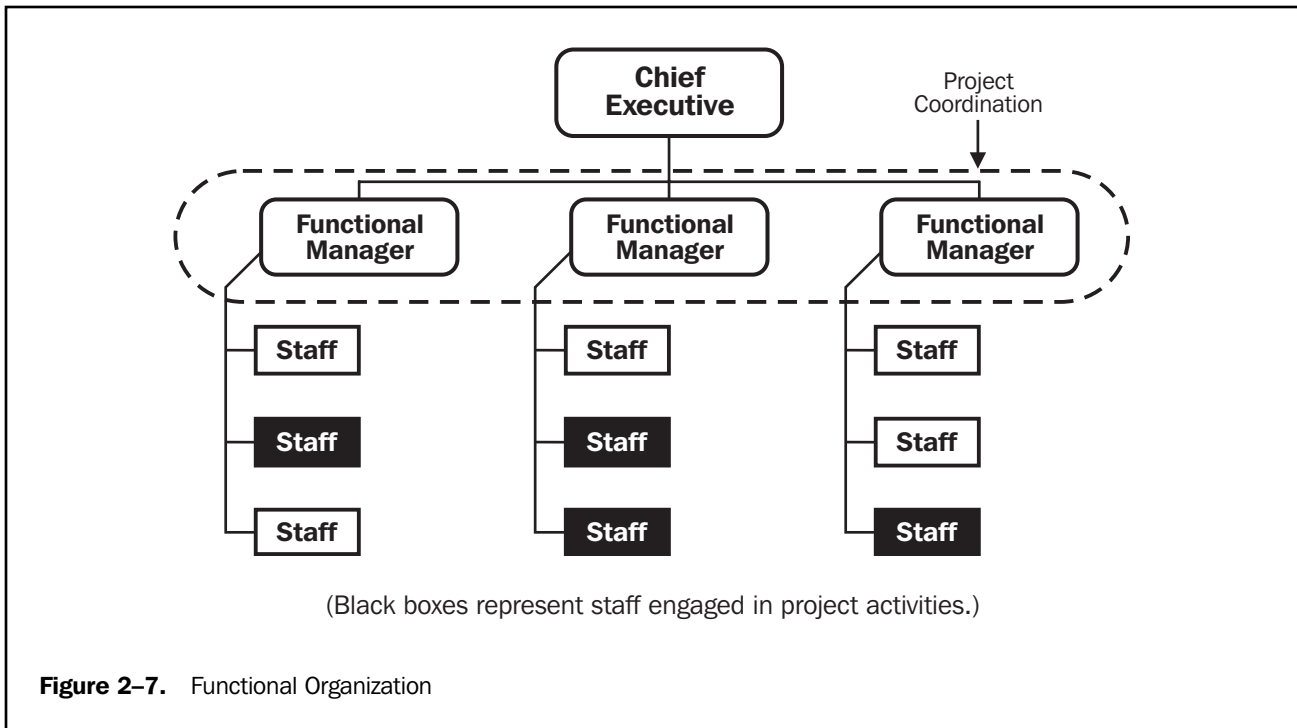 Chief
Executive
Project
Coordination
Functional
Manager
Functional
Manager
Functional
Manager
Staff
Staff
Staff
Staff
Staff
Staff
Staff
Staff
Staff
(Black boxes represent staff engaged in project activities.)
Figure 2–7. Functional Organization